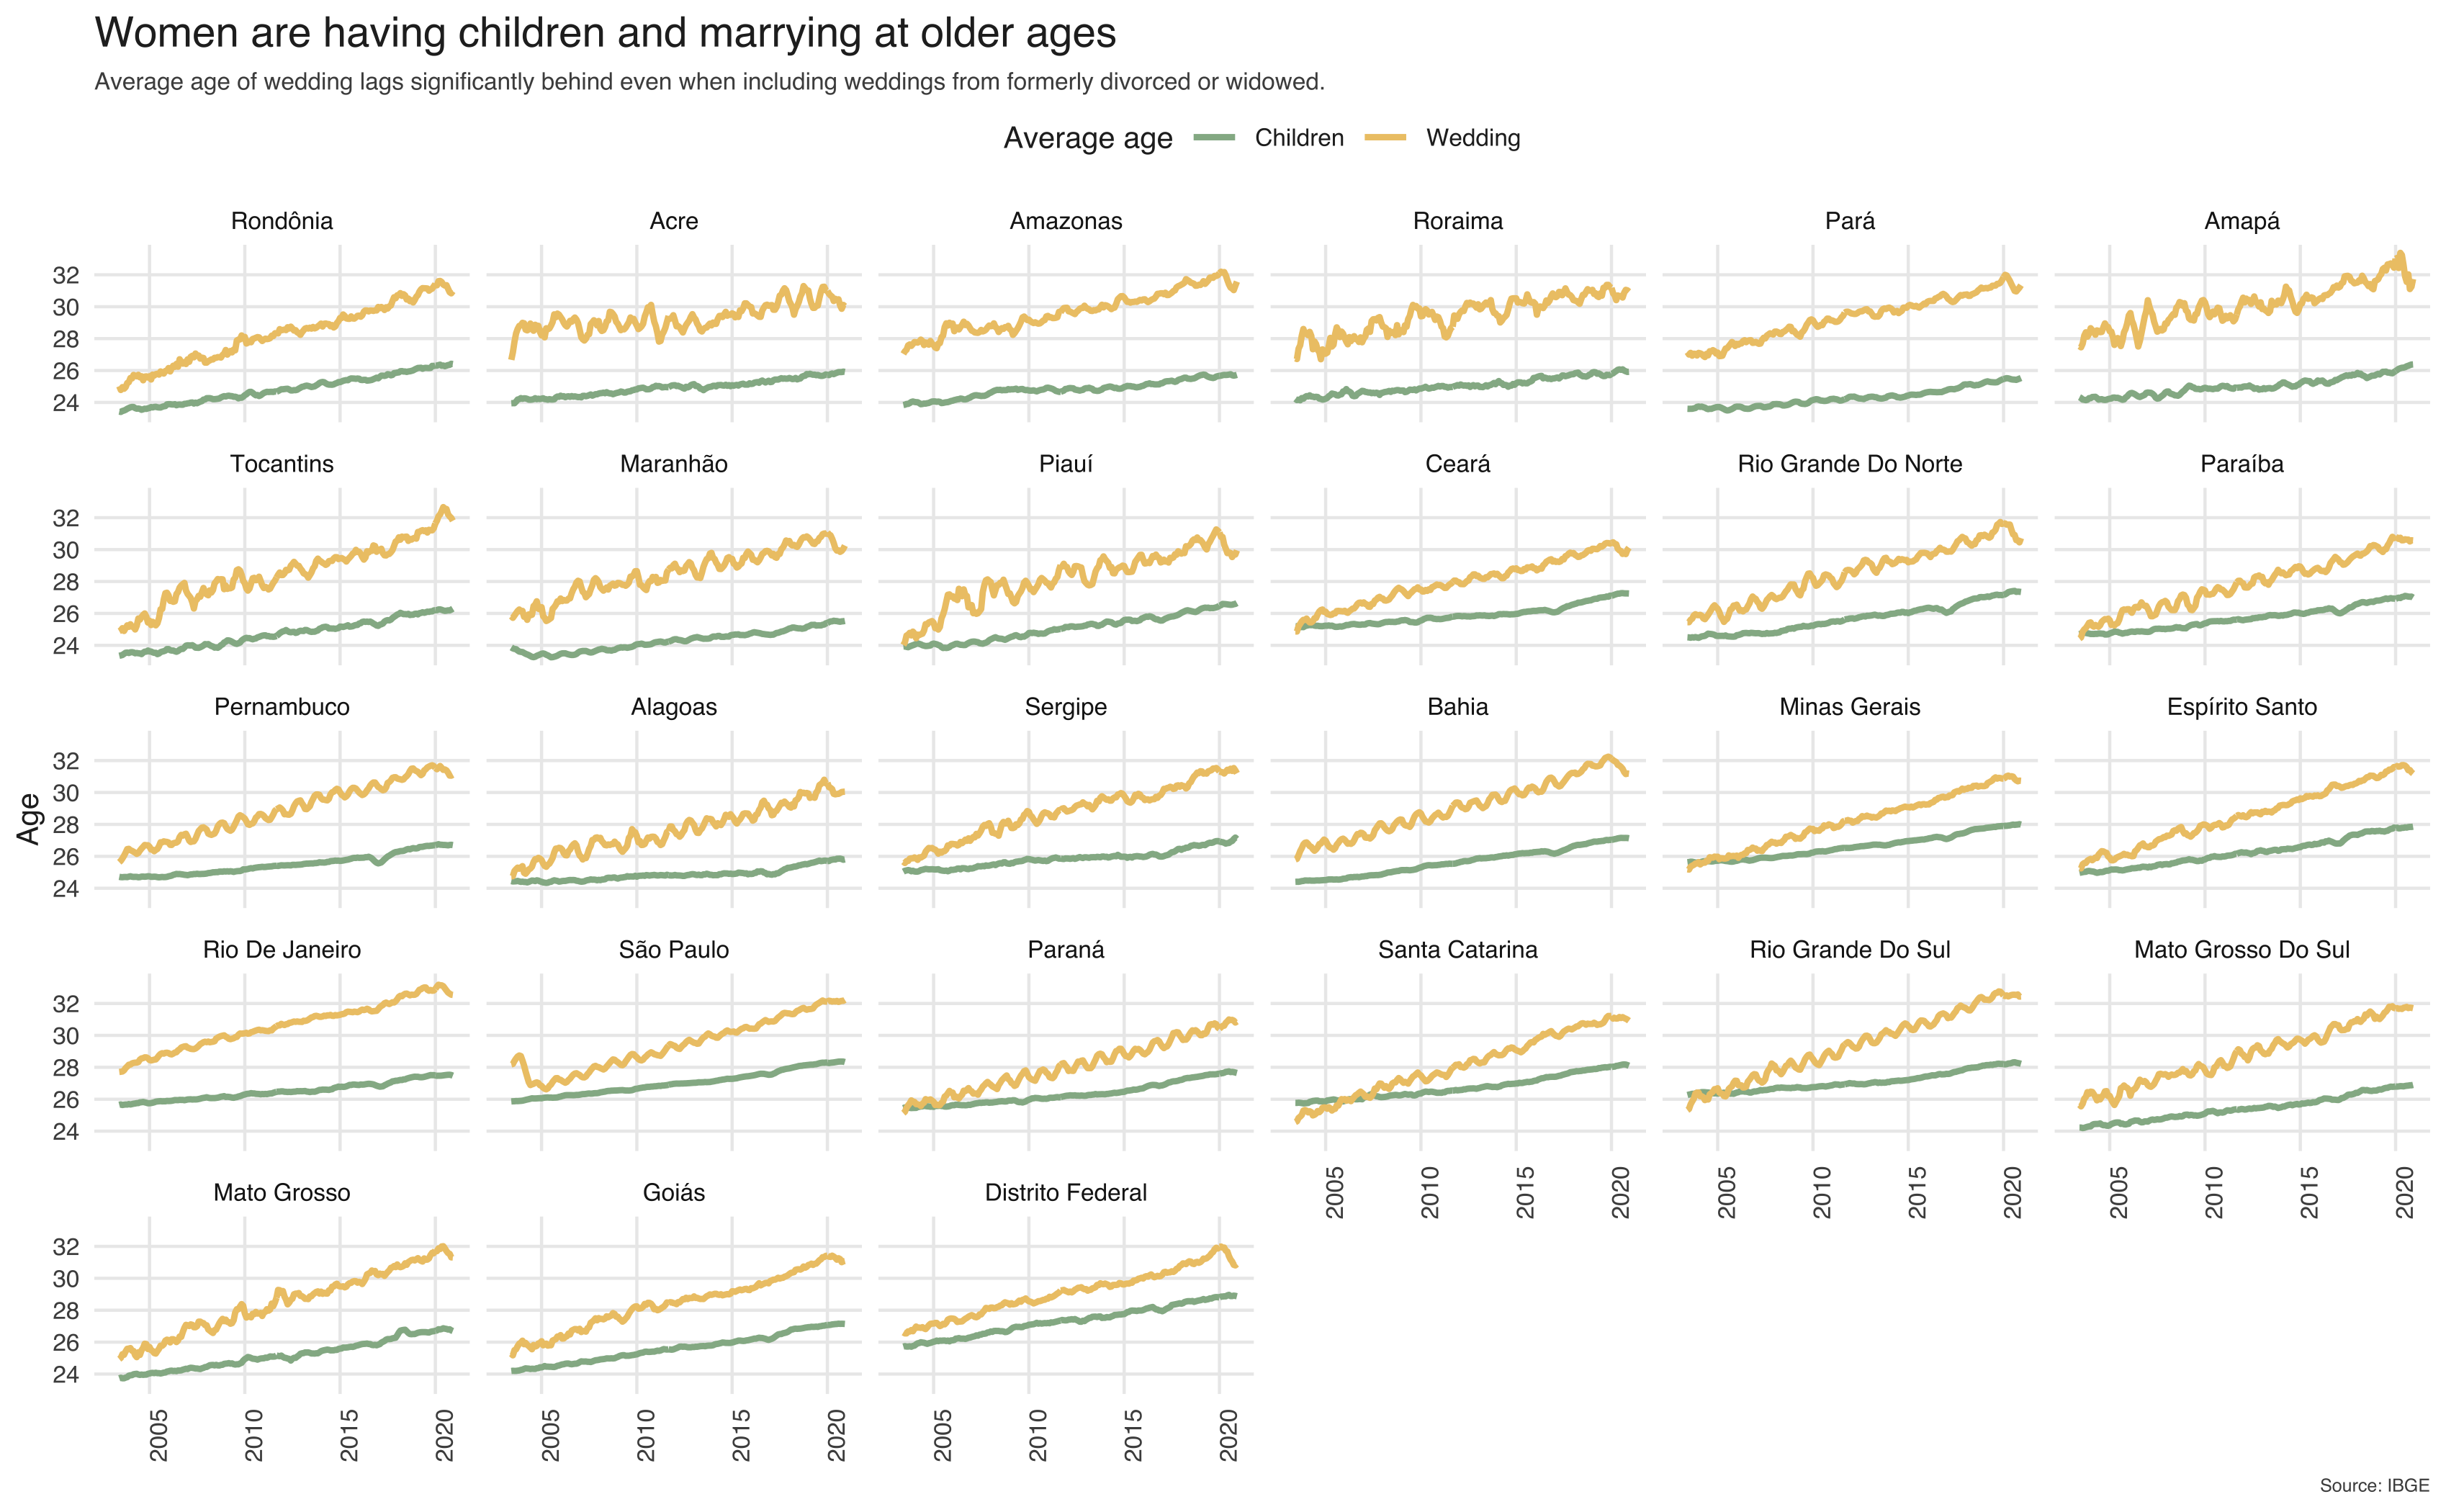 Women are having children and marrying at older ages
Average age of wedding lags significantly behind even when including weddings from formerly divorced or widowed.
Average age Children Wedding
Rondônia Acre Amazonas Roraima Pará Amapá
32
30
28
26
24
Tocantins Maranhão Piauí Ceará Rio Grande Do Norte Paraíba
32
30
28
26
24
Pernambuco Alagoas Sergipe Bahia Minas Gerais Espírito Santo
Age
32
30
28
26
24
Rio De Janeiro São Paulo Paraná Santa Catarina Rio Grande Do Sul Mato Grosso Do Sul
32
30
28
26
24
2005 2010 2015 2020 2005 2010 2015 2020 2005 2010 2015 2020
Mato Grosso Goiás Distrito Federal
32
30
28
26
24
2005 2010 2015 2020 2005 2010 2015 2020 2005 2010 2015 2020
Source: IBGE